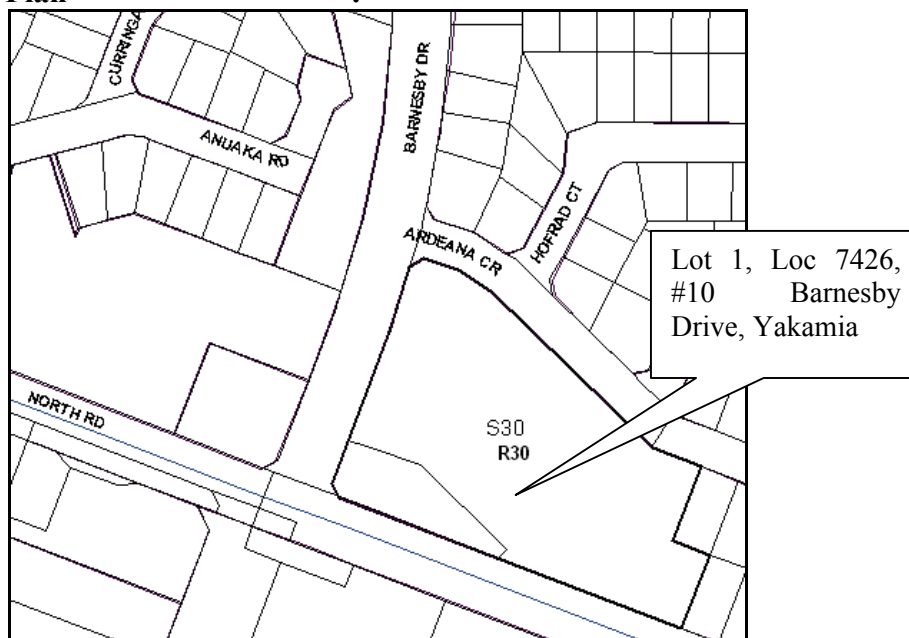 CURRINGA
BARNESBY DR
ANUAKA RD
ARDEANA CR
HOFRAD CT
Lot 1, Loc 7426,
#10 Barnesby
Drive, Yakamia
NORTH RD
S30
R30